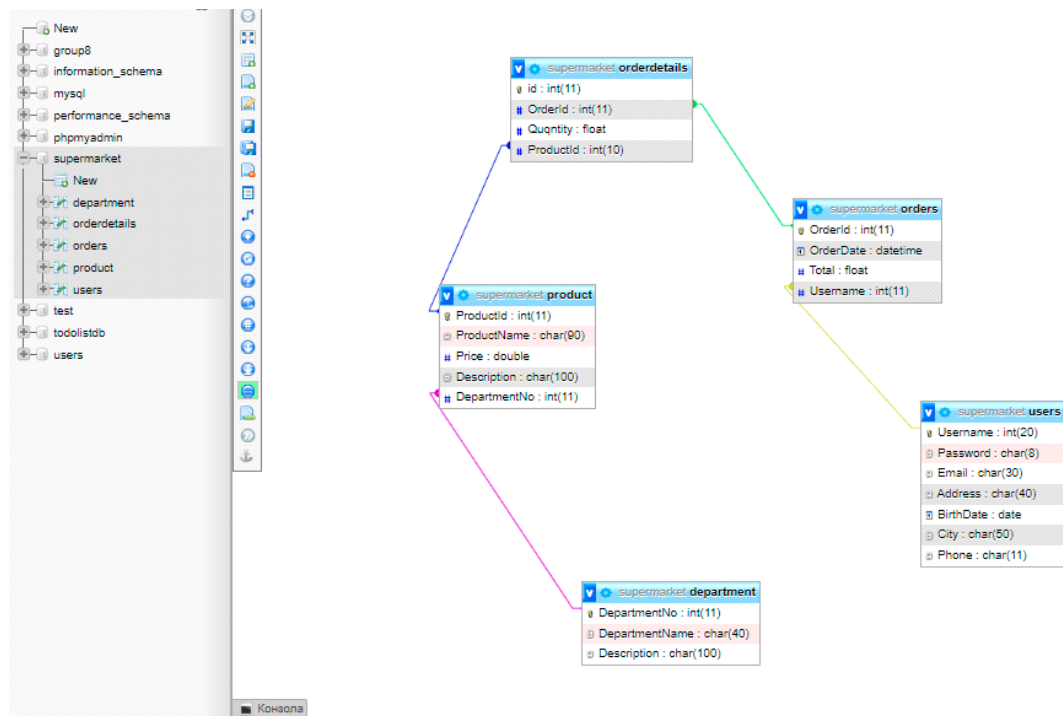 New
group8
information_schema
mysql
performance_schema
phpmyadmin
supermarket
New
department
orderdetails
orders
product
users
test
todolistdb
users
supermarket orderdetails
id : int(11)
OrderId : int(11)
Quqntity : float
ProductId : int(10)
supermarket orders
OrderId : int(11)
OrderDate : datetime
Total : float
Username : int(11)
supermarket product
ProductId : int(11)
ProductName : char(90)
Price : double
Description : char(100)
DepartmentNo : int(11)
supermarket users
Username : int(20)
Password : char(8)
Email : char(30)
Address : char(40)
BirthDate : date
City : char(50)
Phone : char(11)
supermarket department
DepartmentNo : int(11)
DepartmentName : char(40)
Description : char(100)
Конзола